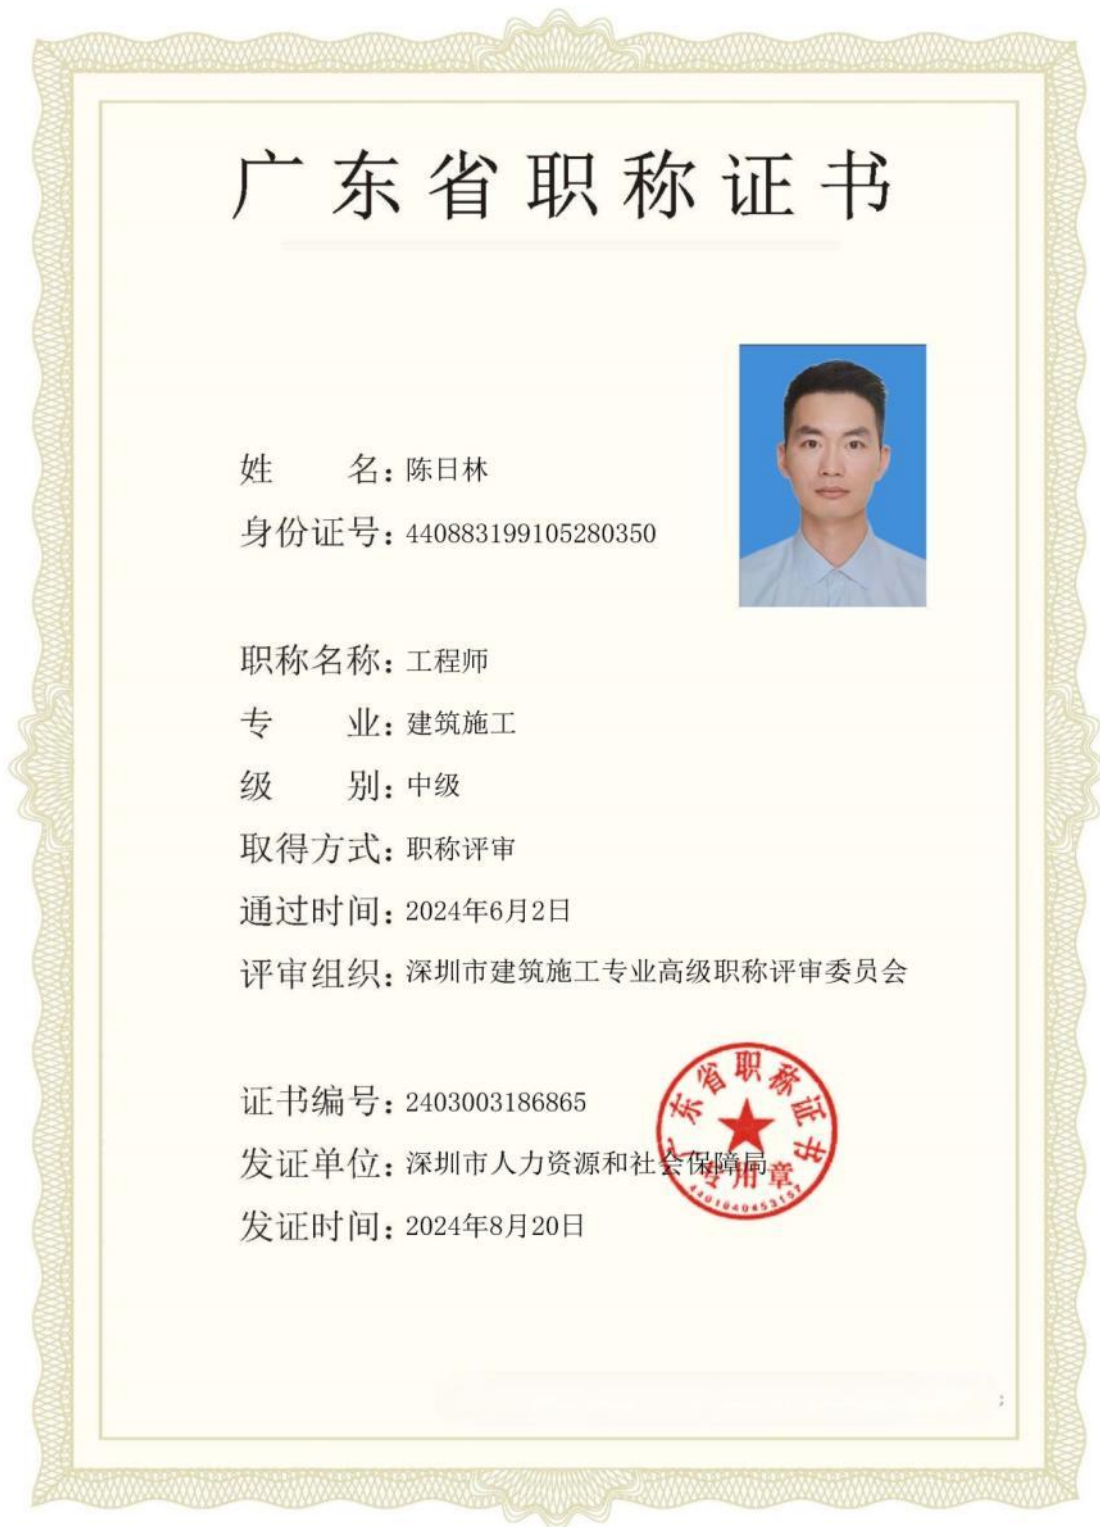 广东省职称证书
姓 名：陈日林
身份证号：440883199105280350
职称名称：工程师
专 业：建筑施工
级 别：中级
取得方式：职称评审
通过时间：2024年6月2日
评审组织：深圳市建筑施工专业高级职称评审委员会
证书编号：2403003186865
发证单位：深圳市人力资源和社会保障局
发证时间：2024年8月20日
广东省职称证书
专用章